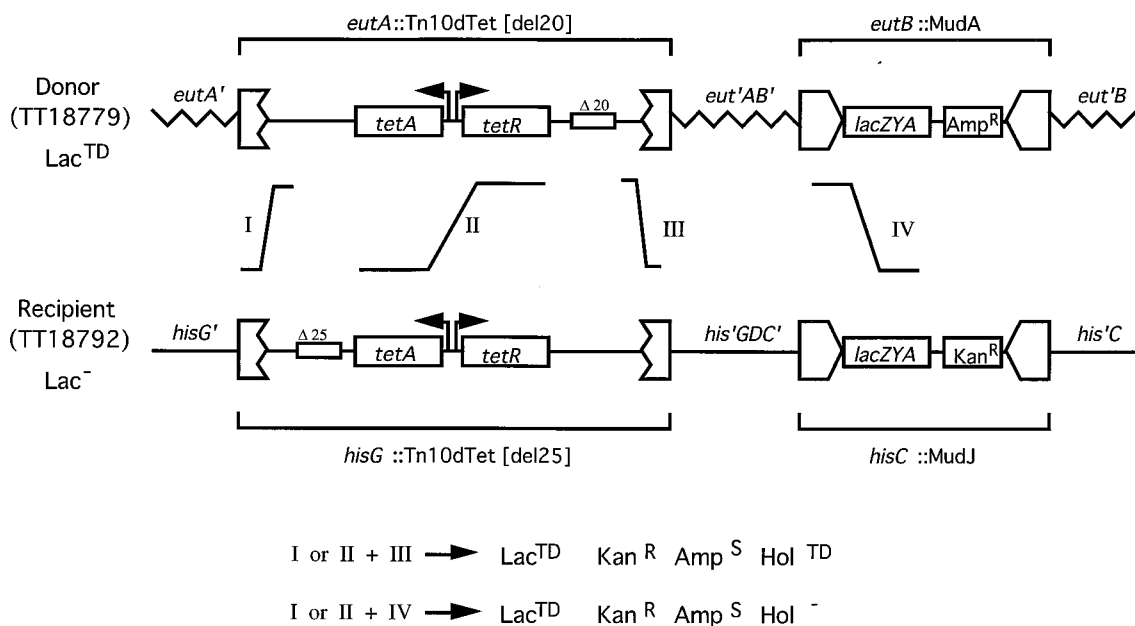 eutA::Tn10dTet [del20]
eutB::MudA
Donor
(TT18779)
Lac^TD
eutA'
tetA
tetR
Δ 20
eut'AB'
lacZYA
Amp^R
eut'B
I
II
III
IV
Recipient
(TT18792)
Lac^-
hisG'
Δ 25
tetA
tetR
his'GDC'
lacZYA
Kan^R
his'C
hisG ::Tn10dTet [del25]
hisC ::MudJ
I or II + III Lac^TD Kan^R Amp^S Hol^TD
I or II + IV Lac^TD Kan^R Amp^S Hol^-